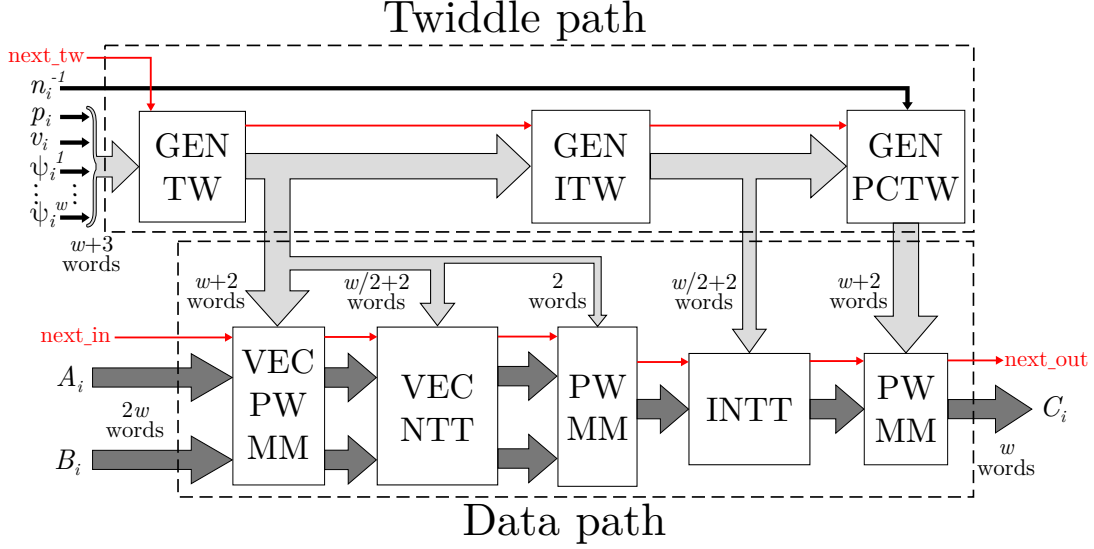 Twiddle path
next_tw
n_i^-1
p_i
v_i
ψ_i^1
⋮ ⋮
ψ_i^w
w+3
words
GEN
TW
GEN
ITW
GEN
PCTW
w+2
words
w/2+2
words
2
words
w/2+2
words
w+2
words
next_in
A_i
2w
words
B_i
VEC
PW
MM
VEC
NTT
PW
MM
INTT
PW
MM
next_out
C_i
w
words
Data path